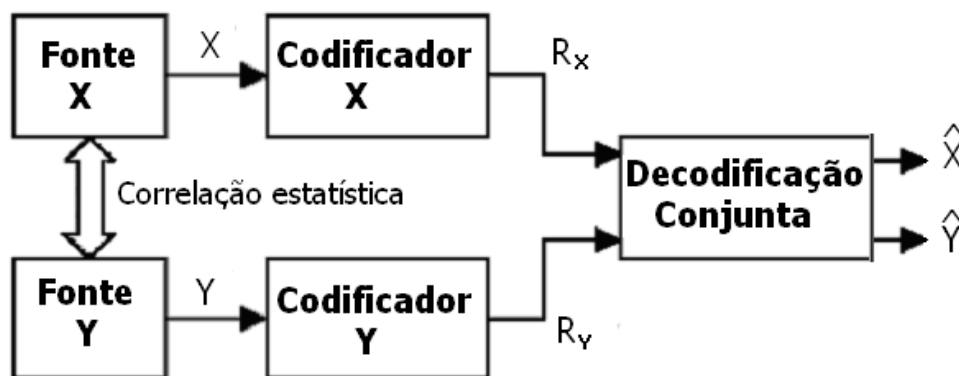 Fonte
X
X
Codificador
X
Rx
Correlação estatística
Decodificação
Conjunta
X̂
Ŷ
Fonte
Y
Y
Codificador
Y
RY